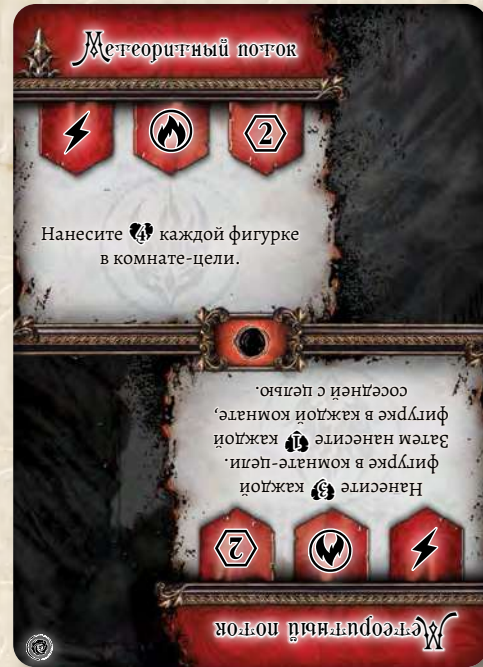 Метеоритный поток
2
Нанесите 4 каждой фигурке
в комнате-цели.
Метеоритный поток
2
Нанесите 3 каждой
фигурке в комнате-цели.
Затем нанесите 1 каждой
фигурке в каждой комнате,
соседней с целью.